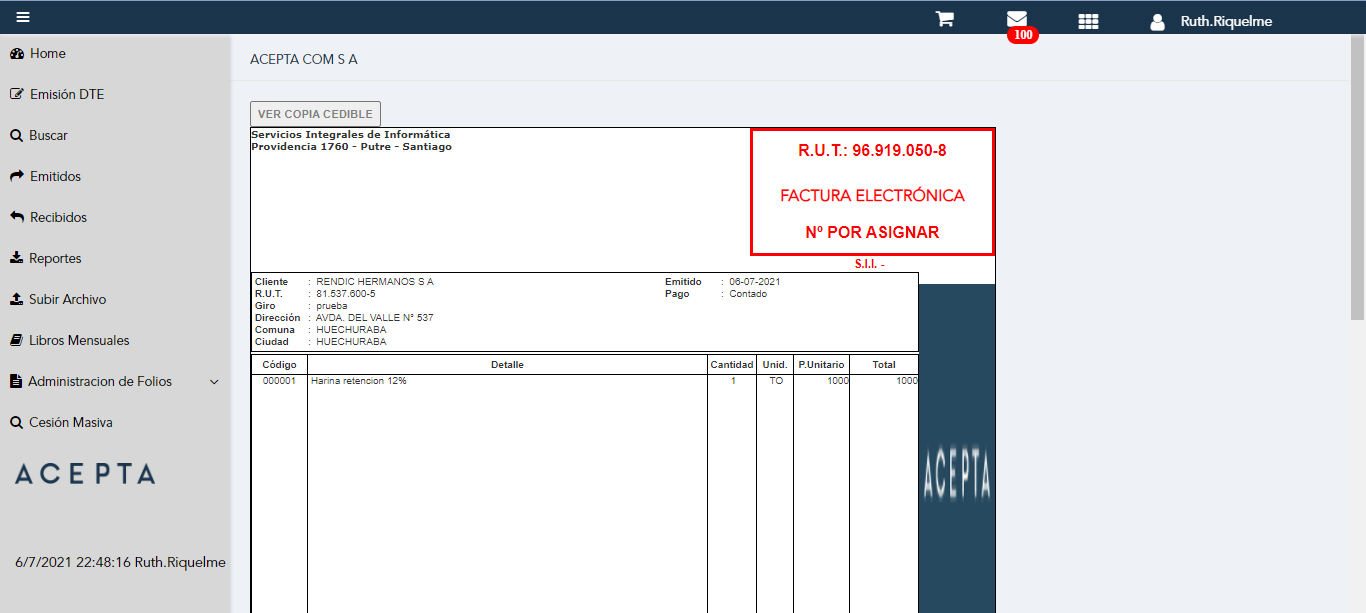 Ruth.Riquelme
100
Home
Emisión DTE
Buscar
Emitidos
Recibidos
Reportes
Subir Archivo
Libros Mensuales
Administracion de Folios
Cesión Masiva
ACEPTA
6/7/2021 22:48:16 Ruth.Riquelme
ACEPTA COM S A
VER COPIA CEDIBLE
Servicios Integrales de Informática
Providencia 1760 - Putre - Santiago
R.U.T.: 96.919.050-8
FACTURA ELECTRÓNICA
Nº POR ASIGNAR
S.I.I. -
Cliente : RENDIC HERMANOS S A Emitido : 06-07-2021
R.U.T. : 81.537.600-5 Pago : Contado
Giro : prueba
Dirección : AVDA. DEL VALLE N° 537
Comuna : HUECHURABA
Ciudad : HUECHURABA
Código Detalle Cantidad Unid. P.Unitario Total
000001 Harina retencion 12% 1 TO 1000 1000
ACEPTA